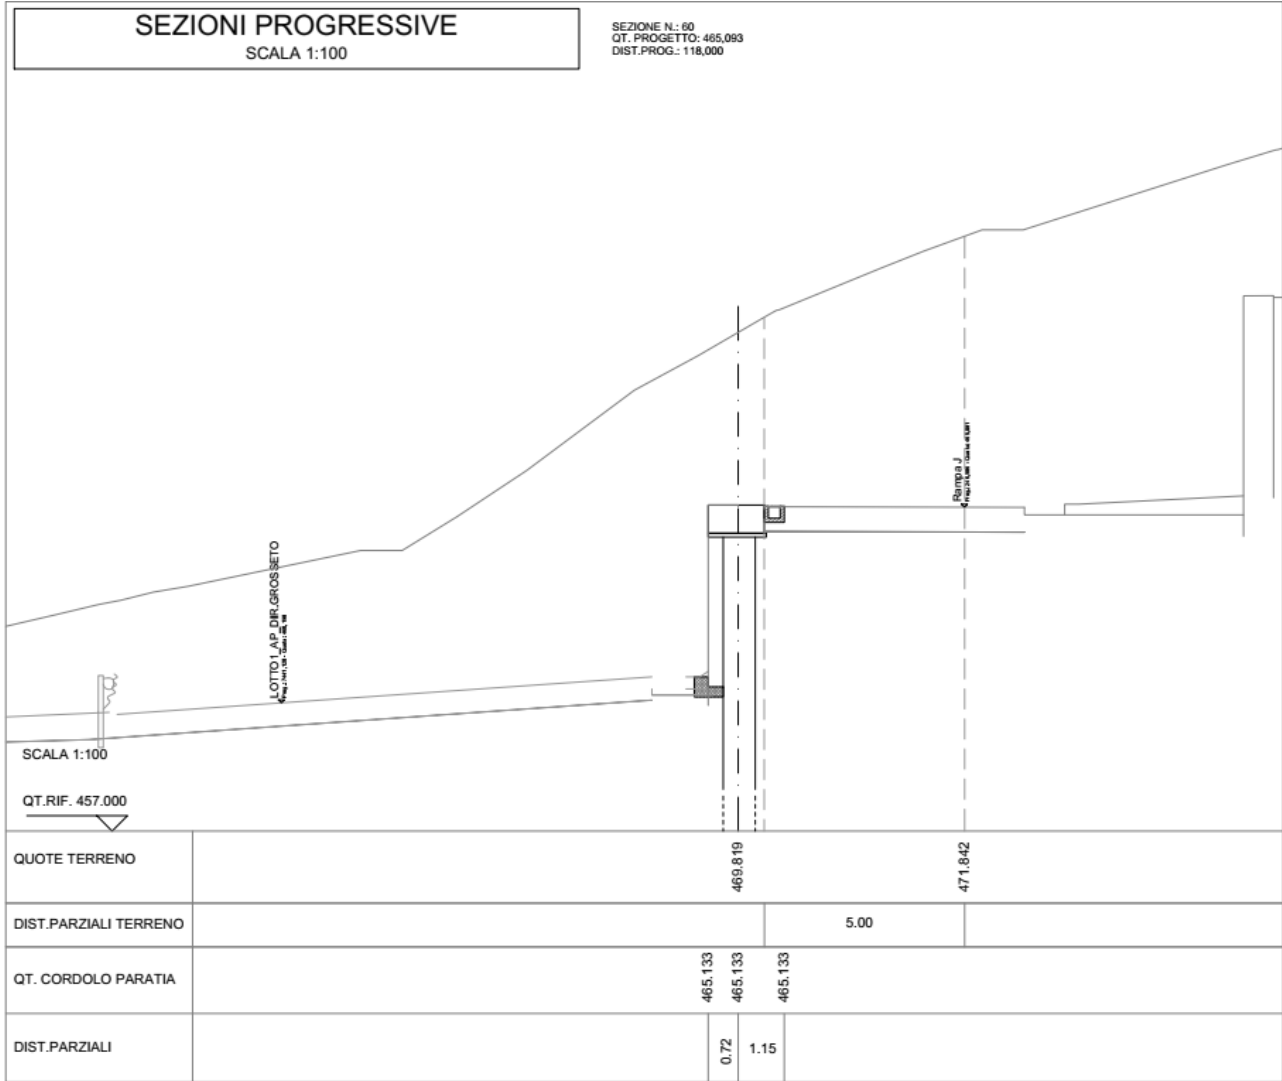 SEZIONI PROGRESSIVE
SCALA 1:100
SEZIONE N.: 60
QT. PROGETTO: 465,093
DIST.PROG.: 118,000
Rampa J
LOTTO1_AP_DIR.GROSSETO
SCALA 1:100
QT.RIF. 457.000
QUOTE TERRENO
469.819
471.842
DIST.PARZIALI TERRENO
5.00
QT. CORDOLO PARATIA
465.133
465.133
465.133
DIST.PARZIALI
0.72
1.15